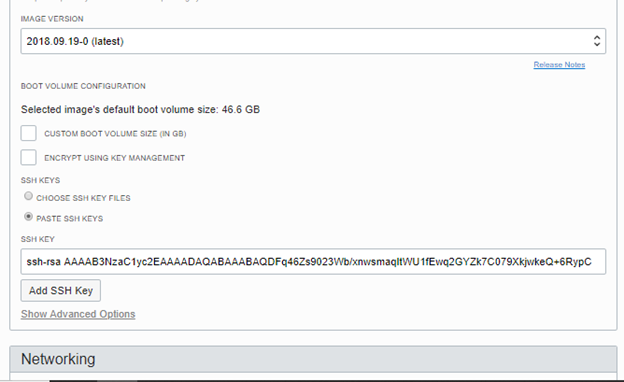 IMAGE VERSION
2018.09.19-0 (latest)
Release Notes
BOOT VOLUME CONFIGURATION
Selected image's default boot volume size: 46.6 GB
CUSTOM BOOT VOLUME SIZE (IN GB)
ENCRYPT USING KEY MANAGEMENT
SSH KEYS
CHOOSE SSH KEY FILES
PASTE SSH KEYS
SSH KEY
ssh-rsa AAAAB3NzaC1yc2EAAAADAQABAAABAQDFq46Zs9023Wb/xnwsmaqltWU1fEwq2GYZk7C079XkjwkeQ+6RypC
Add SSH Key
Show Advanced Options
Networking